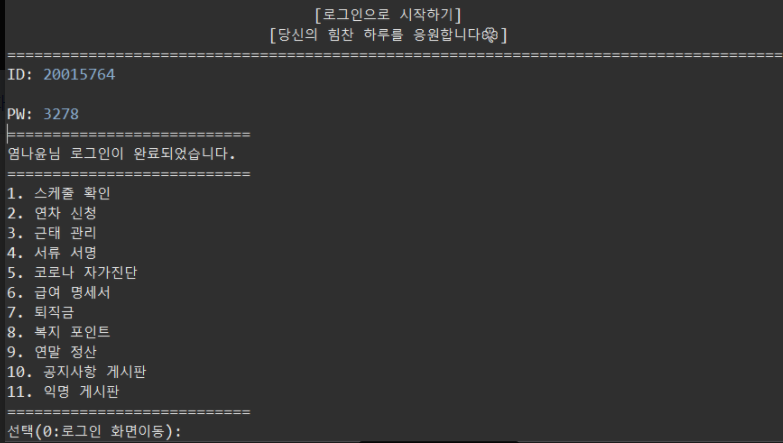 [로그인으로 시작하기]
[당신의 힘찬 하루를 응원합니다🏵]
======================================================================================
ID: 20015764
PW: 3278
===========================
염나윤님 로그인이 완료되었습니다.
===========================
1. 스케줄 확인
2. 연차 신청
3. 근태 관리
4. 서류 서명
5. 코로나 자가진단
6. 급여 명세서
7. 퇴직금
8. 복지 포인트
9. 연말 정산
10. 공지사항 게시판
11. 익명 게시판
===========================
선택(0:로그인 화면이동):